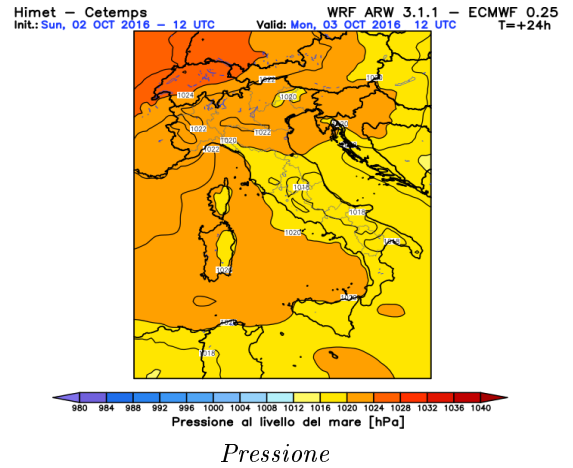 Himet – Cetemps WRF ARW 3.1.1 – ECMWF 0.25
Init.: Sun, 02 OCT 2016 – 12 UTC Valid: Mon, 03 OCT 2016 12 UTC T=+24h
1022
1020
1024
1020
1022
1022
1020
1022
1018
1018
1020
1018
1018
980 984 988 992 996 1000 1004 1008 1012 1016 1020 1024 1028 1032 1036 1040
Pressione al livello del mare [hPa]
Pressione